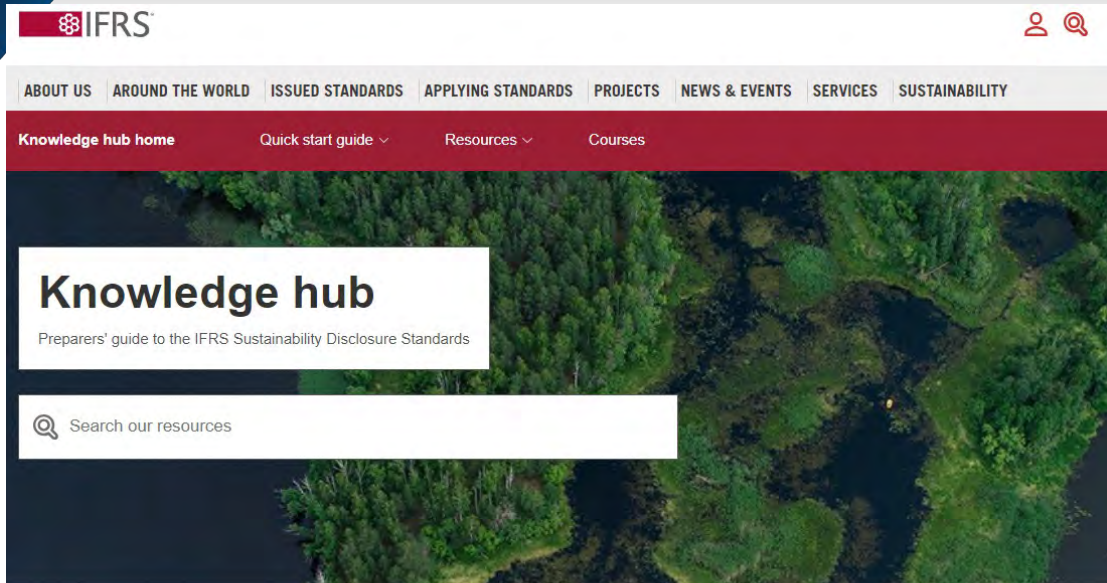 IFRS
ABOUT US AROUND THE WORLD ISSUED STANDARDS APPLYING STANDARDS PROJECTS NEWS & EVENTS SERVICES SUSTAINABILITY
Knowledge hub home Quick start guide Resources Courses
Knowledge hub
Preparers' guide to the IFRS Sustainability Disclosure Standards
Search our resources